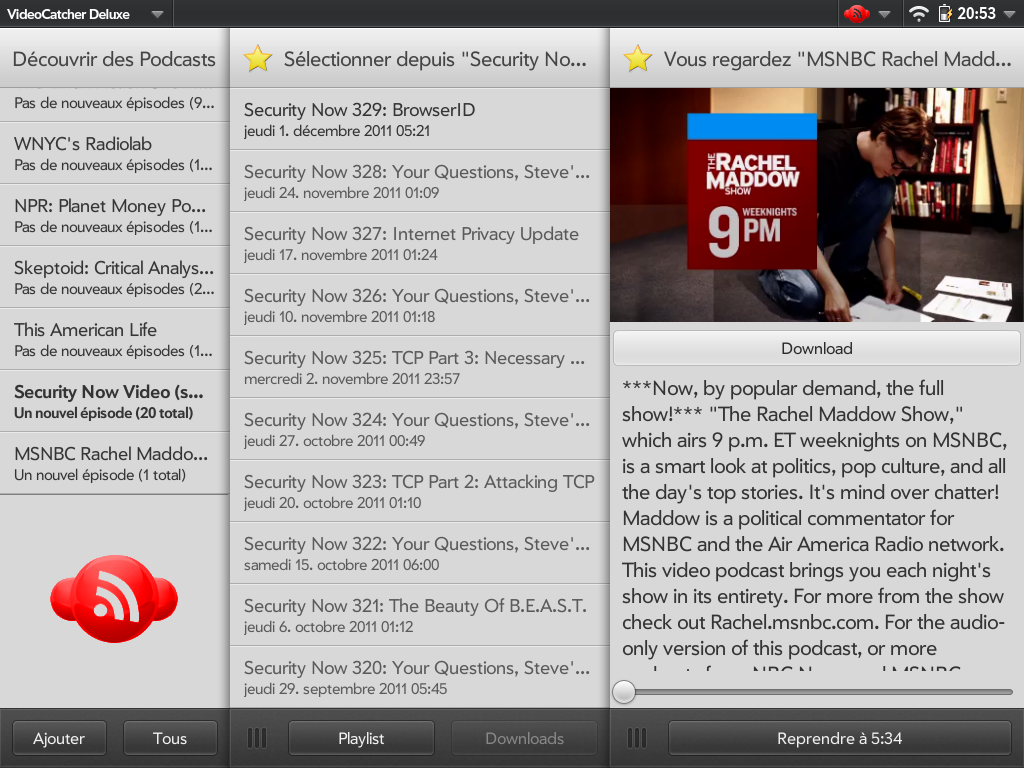 VideoCatcher Deluxe
20:53
Découvrir des Podcasts
Pas de nouveaux épisodes (9...
WNYC's Radiolab
Pas de nouveaux épisodes (1...
NPR: Planet Money Po...
Pas de nouveaux épisodes (1...
Skeptoid: Critical Analys...
Pas de nouveaux épisodes (2...
This American Life
Pas de nouveaux épisodes (1...
Security Now Video (s...
Un nouvel épisode (20 total)
MSNBC Rachel Maddo...
Un nouvel épisode (1 total)
Ajouter
Tous
Sélectionner depuis "Security No...
Security Now 329: BrowserID
jeudi 1. décembre 2011 05:21
Security Now 328: Your Questions, Steve'...
jeudi 24. novembre 2011 01:09
Security Now 327: Internet Privacy Update
jeudi 17. novembre 2011 01:24
Security Now 326: Your Questions, Steve'...
jeudi 10. novembre 2011 01:18
Security Now 325: TCP Part 3: Necessary ...
mercredi 2. novembre 2011 23:57
Security Now 324: Your Questions, Steve'...
jeudi 27. octobre 2011 00:49
Security Now 323: TCP Part 2: Attacking TCP
jeudi 20. octobre 2011 01:10
Security Now 322: Your Questions, Steve'...
samedi 15. octobre 2011 06:00
Security Now 321: The Beauty Of B.E.A.S.T.
jeudi 6. octobre 2011 01:12
Security Now 320: Your Questions, Steve'...
jeudi 29. septembre 2011 05:45
Playlist
Downloads
Vous regardez "MSNBC Rachel Madd...
THE
RACHEL
MADDOW
SHOW
9 WEEKNIGHTS
PM
Download
***Now, by popular demand, the full
show!*** "The Rachel Maddow Show,"
which airs 9 p.m. ET weeknights on MSNBC,
is a smart look at politics, pop culture, and all
the day's top stories. It's mind over chatter!
Maddow is a political commentator for
MSNBC and the Air America Radio network.
This video podcast brings you each night's
show in its entirety. For more from the show
check out Rachel.msnbc.com. For the audio-
only version of this podcast, or more
Reprendre à 5:34